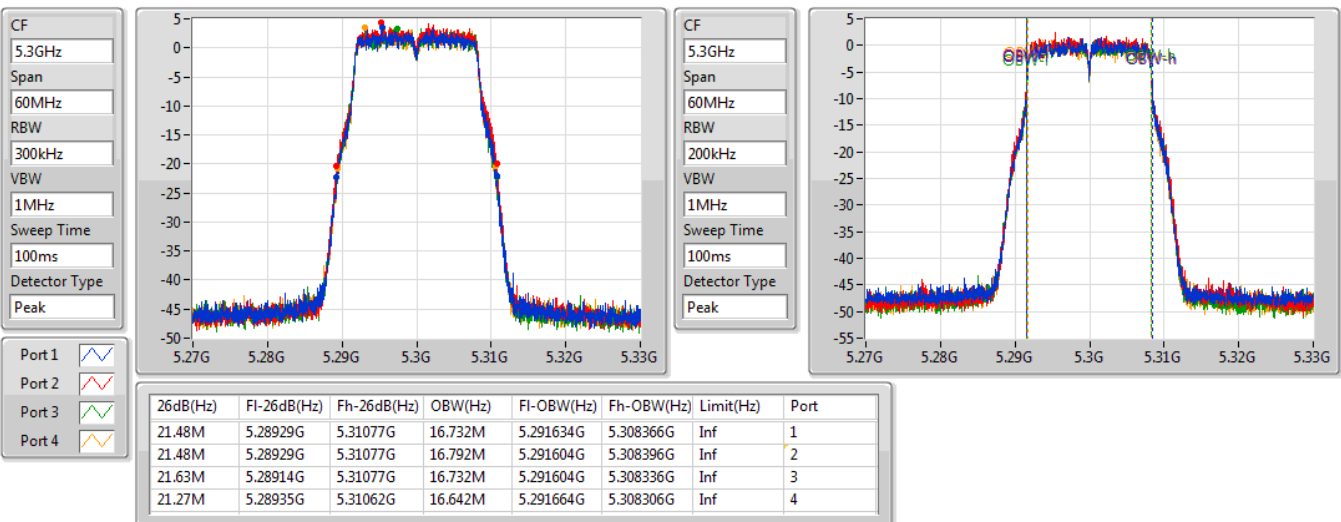 CF
5.3GHz
Span
60MHz
RBW
300kHz
VBW
1MHz
Sweep Time
100ms
Detector Type
Peak
5
0
-5
-10
-15
-20
-25
-30
-35
-40
-45
-50
5.27G 5.28G 5.29G 5.3G 5.31G 5.32G 5.33G
CF
5.3GHz
Span
60MHz
RBW
200kHz
VBW
1MHz
Sweep Time
100ms
Detector Type
Peak
5
0
-5
-10
-15
-20
-25
-30
-35
-40
-45
-50
-55
OBW-h
5.27G 5.28G 5.29G 5.3G 5.31G 5.32G 5.33G
Port 1
Port 2
Port 3
Port 4
26dB(Hz) Fl-26dB(Hz) Fh-26dB(Hz) OBW(Hz) Fl-OBW(Hz) Fh-OBW(Hz) Limit(Hz) Port
21.48M 5.28929G 5.31077G 16.732M 5.291634G 5.308366G Inf 1
21.48M 5.28929G 5.31077G 16.792M 5.291604G 5.308396G Inf 2
21.63M 5.28914G 5.31077G 16.732M 5.291604G 5.308336G Inf 3
21.27M 5.28935G 5.31062G 16.642M 5.291664G 5.308306G Inf 4